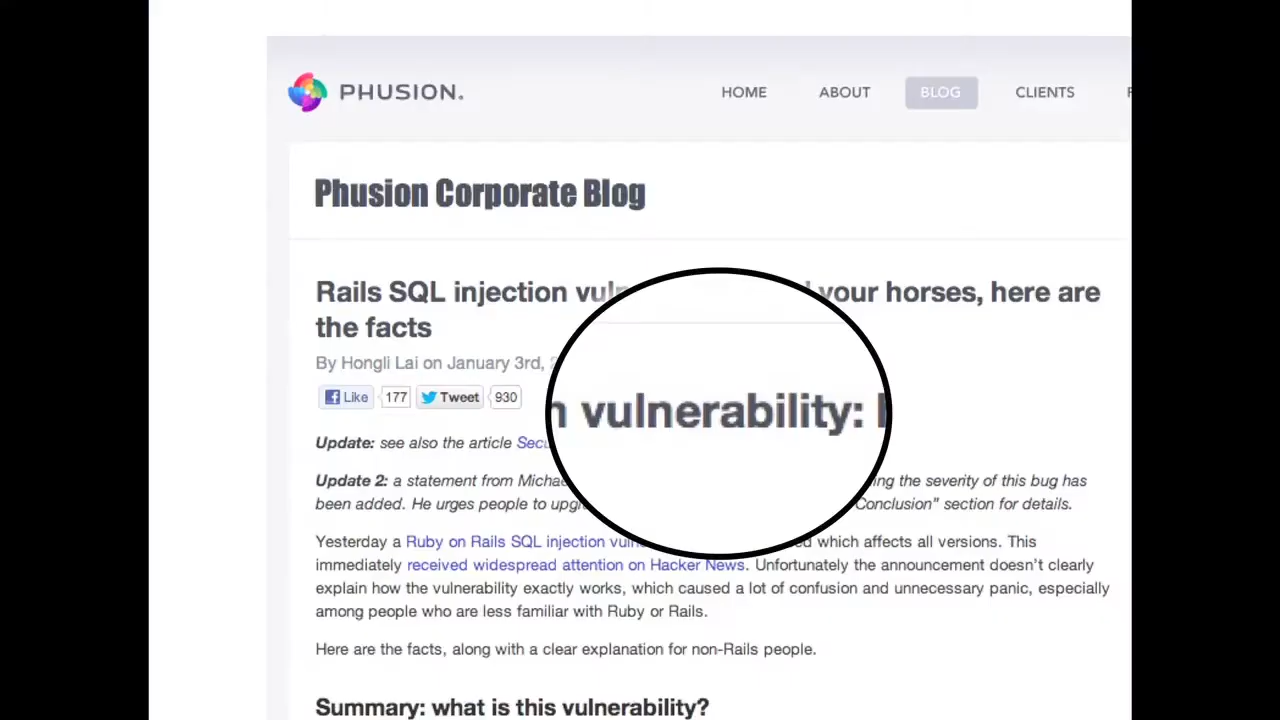 PHUSION.
HOME ABOUT BLOG CLIENTS
Phusion Corporate Blog
Rails SQL injection your horses, here are
the facts
By Hongli Lai on January 3rd,
Like 177 Tweet 930
vulnerability:
Update: see also the article
Update 2: a statement from the severity of this bug has
been added. He urges people to Conclusion" section for details.
Yesterday a Ruby on Rails SQL injection which affects all versions. This
immediately received widespread attention on Hacker News. Unfortunately the announcement doesn't clearly
explain how the vulnerability exactly works, which caused a lot of confusion and unnecessary panic, especially
among people who are less familiar with Ruby or Rails.
Here are the facts, along with a clear explanation for non-Rails people.
Summary: what is this vulnerability?